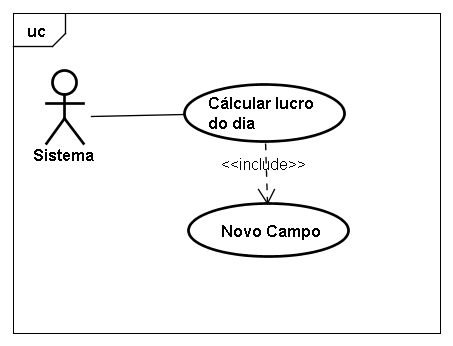 uc
Cálcular lucro
do dia
Sistema
<<include>>
Novo Campo